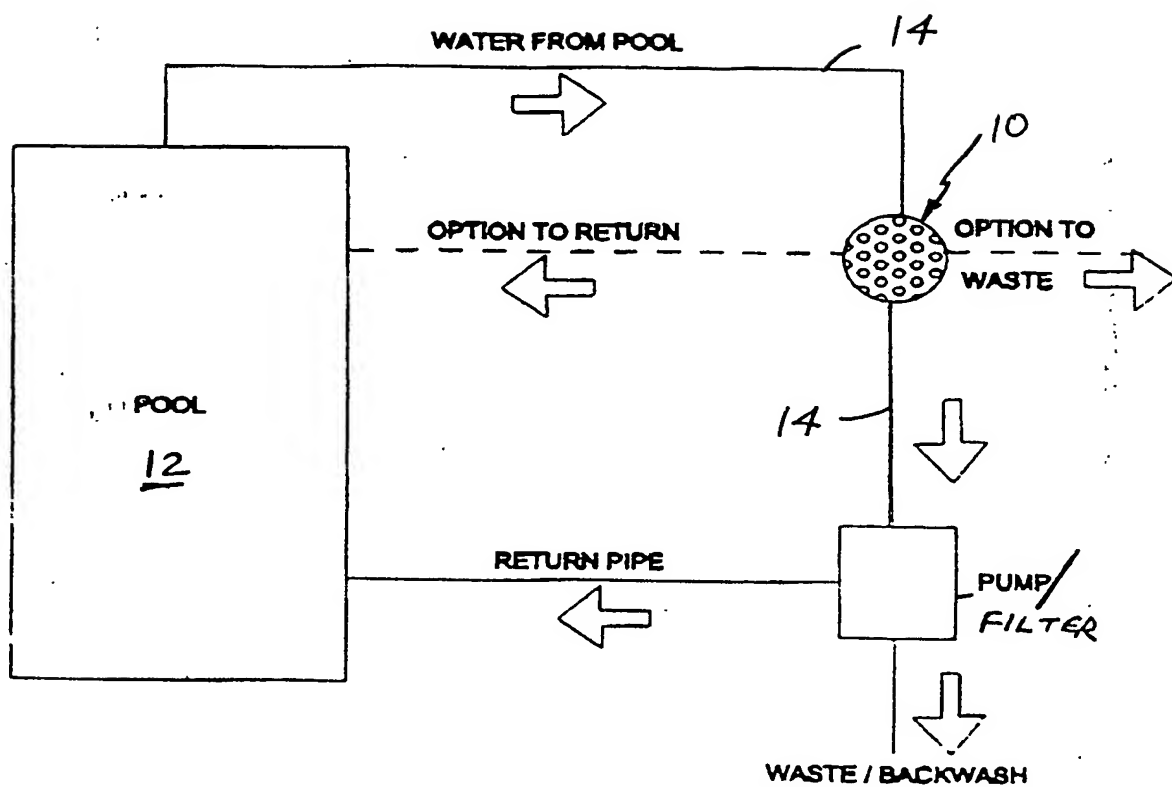 WATER FROM POOL
14
10
OPTION TO RETURN
OPTION TO
WASTE
POOL
12
14
RETURN PIPE
PUMP/
FILTER
WASTE / BACKWASH